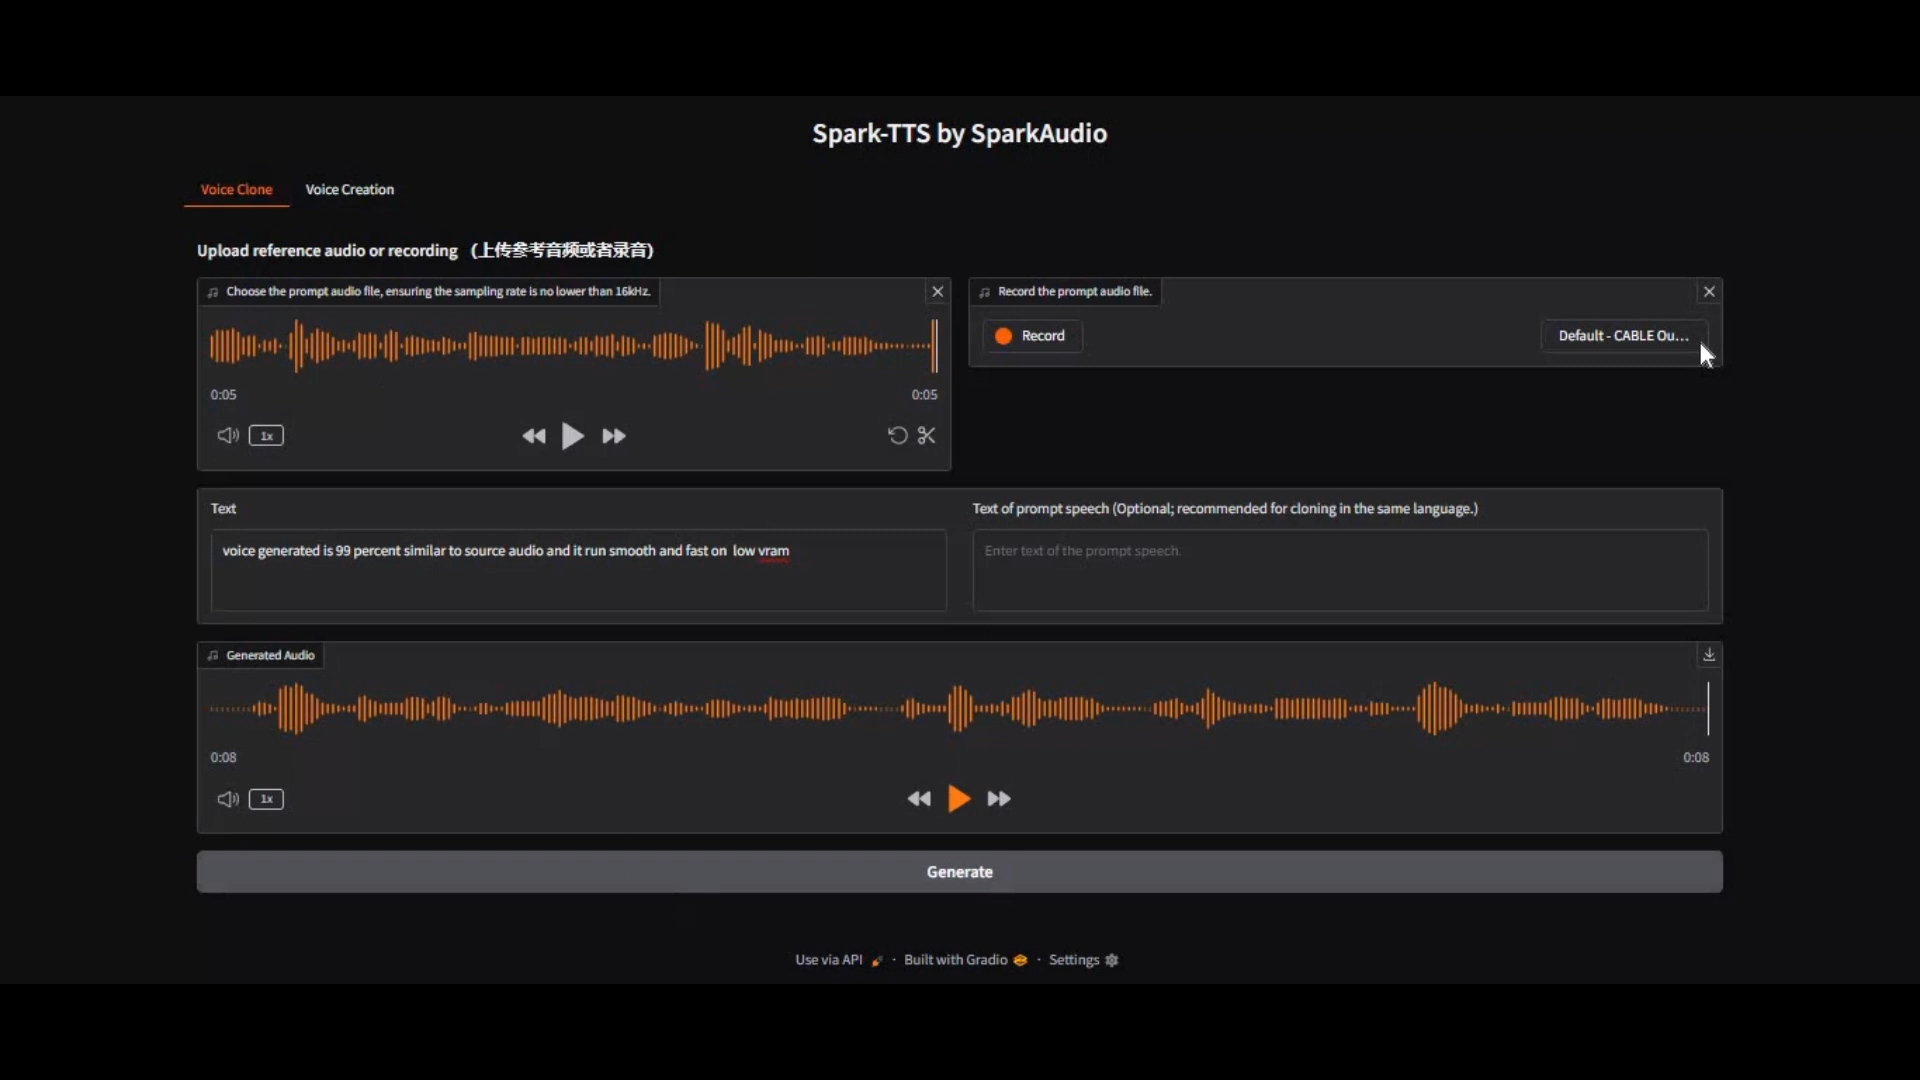 Spark-TTS by SparkAudio
Voice Clone
Voice Creation
Upload reference audio or recording （上传参考音频或者录音）
Choose the prompt audio file, ensuring the sampling rate is no lower than 16kHz.
Record the prompt audio file.
Record
Default - CABLE Ou...
0:05
0:05
1x
Text
Text of prompt speech (Optional; recommended for cloning in the same language.)
voice generated is 99 percent similar to source audio and it run smooth and fast on low vram
Enter text of the prompt speech.
Generated Audio
0:08
0:08
1x
Generate
Use via API · Built with Gradio · Settings